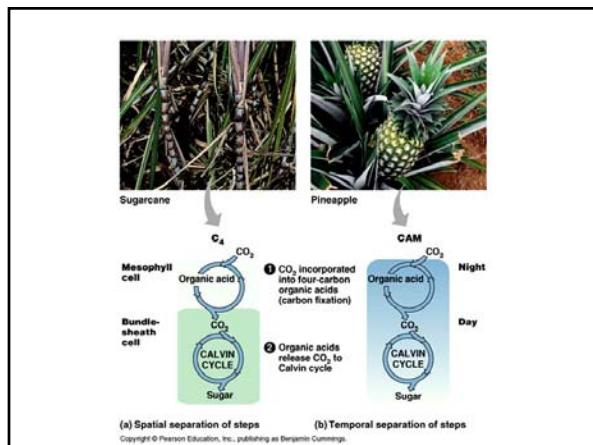 Sugarcane
Pineapple
C4
CAM
CO2
CO2
Mesophyll
cell
Organic acid
1 CO2 incorporated
into four-carbon
organic acids
(carbon fixation)
Organic acid
Night
Bundle-
sheath
cell
CO2
2 Organic acids
release CO2 to
Calvin cycle
CO2
Day
CALVIN
CYCLE
CALVIN
CYCLE
Sugar
Sugar
(a) Spatial separation of steps
(b) Temporal separation of steps
Copyright © Pearson Education, Inc., publishing as Benjamin Cummings.